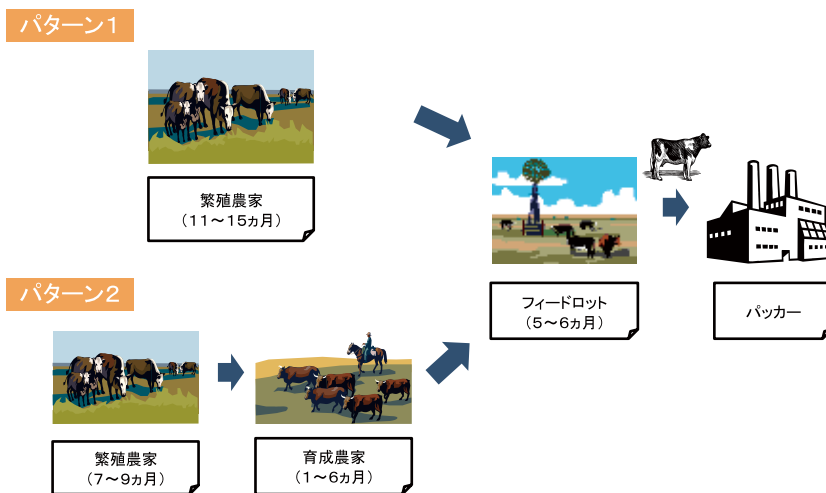 パターン1
繁殖農家
(11~15ヵ月)
フィードロット
(5~6ヵ月)
パッカー
パターン2
繁殖農家
(7~9ヵ月)
育成農家
(1~6ヵ月)